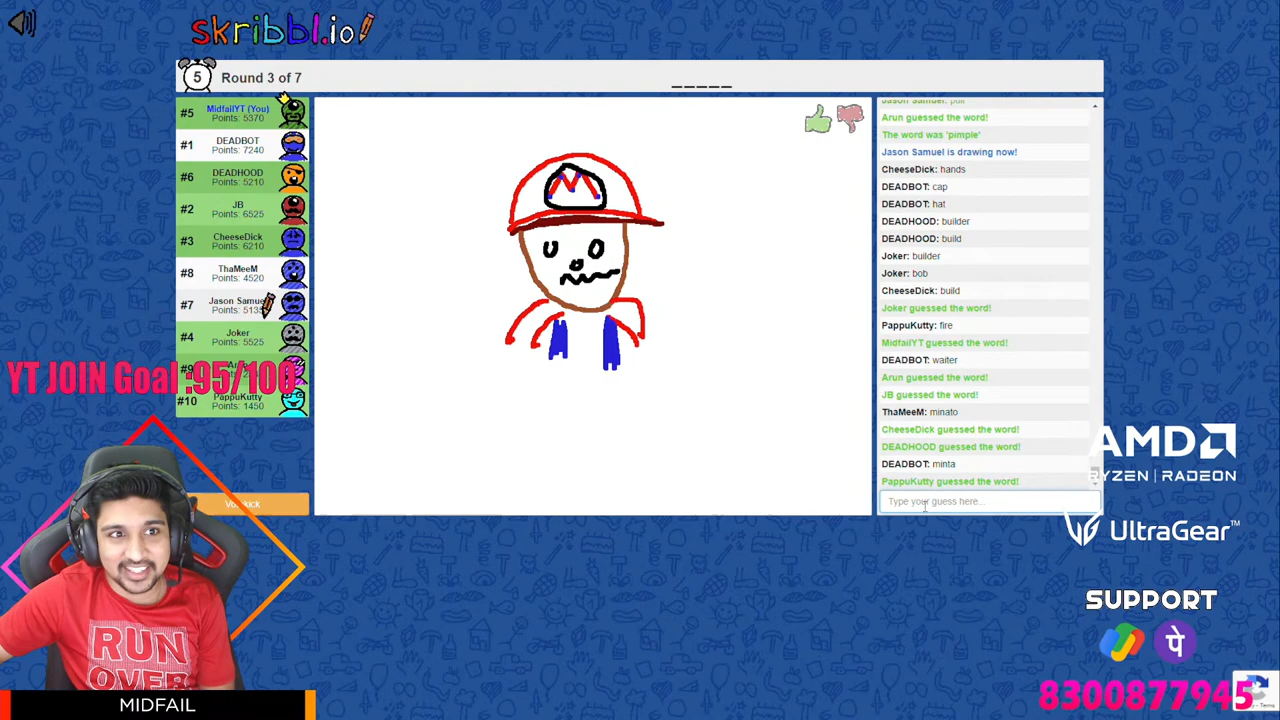 skribbl.io
5
Round 3 of 7
_ _ _ _ _
#5 MidfailYT (You)
Points: 5370
#1 DEADBOT
Points: 7240
#6 DEADHOOD
Points: 5210
#2 JB
Points: 6525
#3 CheeseDick
Points: 6210
#8 ThaMeeM
Points: 4520
#7 Jason Samue
Points: 5135
#4 Joker
Points: 5525
#9
#10 PappuKutty
Points: 1450
YT JOIN Goal :95/100
M
Arun guessed the word!
The word was 'pimple'
Jason Samuel is drawing now!
CheeseDick: hands
DEADBOT: cap
DEADBOT: hat
DEADHOOD: builder
DEADHOOD: build
Joker: builder
Joker: bob
CheeseDick: build
Joker guessed the word!
PappuKutty: fire
MidfailYT guessed the word!
DEADBOT: waiter
Arun guessed the word!
JB guessed the word!
ThaMeeM: minato
CheeseDick guessed the word!
DEADHOOD guessed the word!
DEADBOT: minta
PappuKutty guessed the word!
Type your guess here...
AMD
RYZEN | RADEON
UltraGear™
SUPPORT
पे
8300877945
RUN
OVER
MIDFAIL